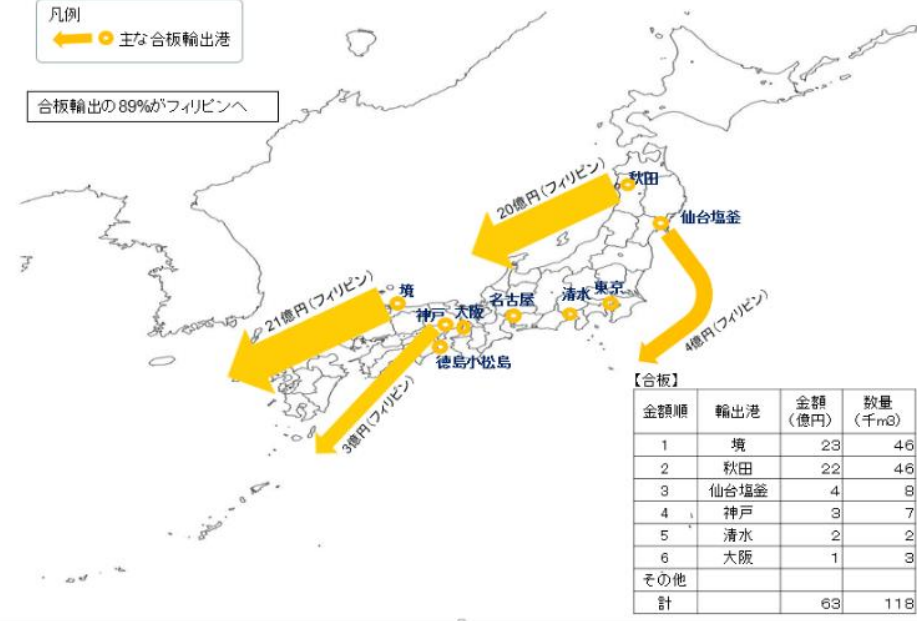 凡例
主な合板輸出港
合板輸出の89%がフィリピンへ
20億円(フィリピン)
秋田
仙台塩釜
21億円(フィリピン)
境
神戸
大阪
名古屋
清水
東京
徳島小松島
3億円(フィリピン)
4億円(フィリピン)
【合板】
金額順 輸出港 金額(億円) 数量(千m3)
1 境 23 46
2 秋田 22 46
3 仙台塩釜 4 8
4 神戸 3 7
5 清水 2 2
6 大阪 1 3
その他
計 63 118